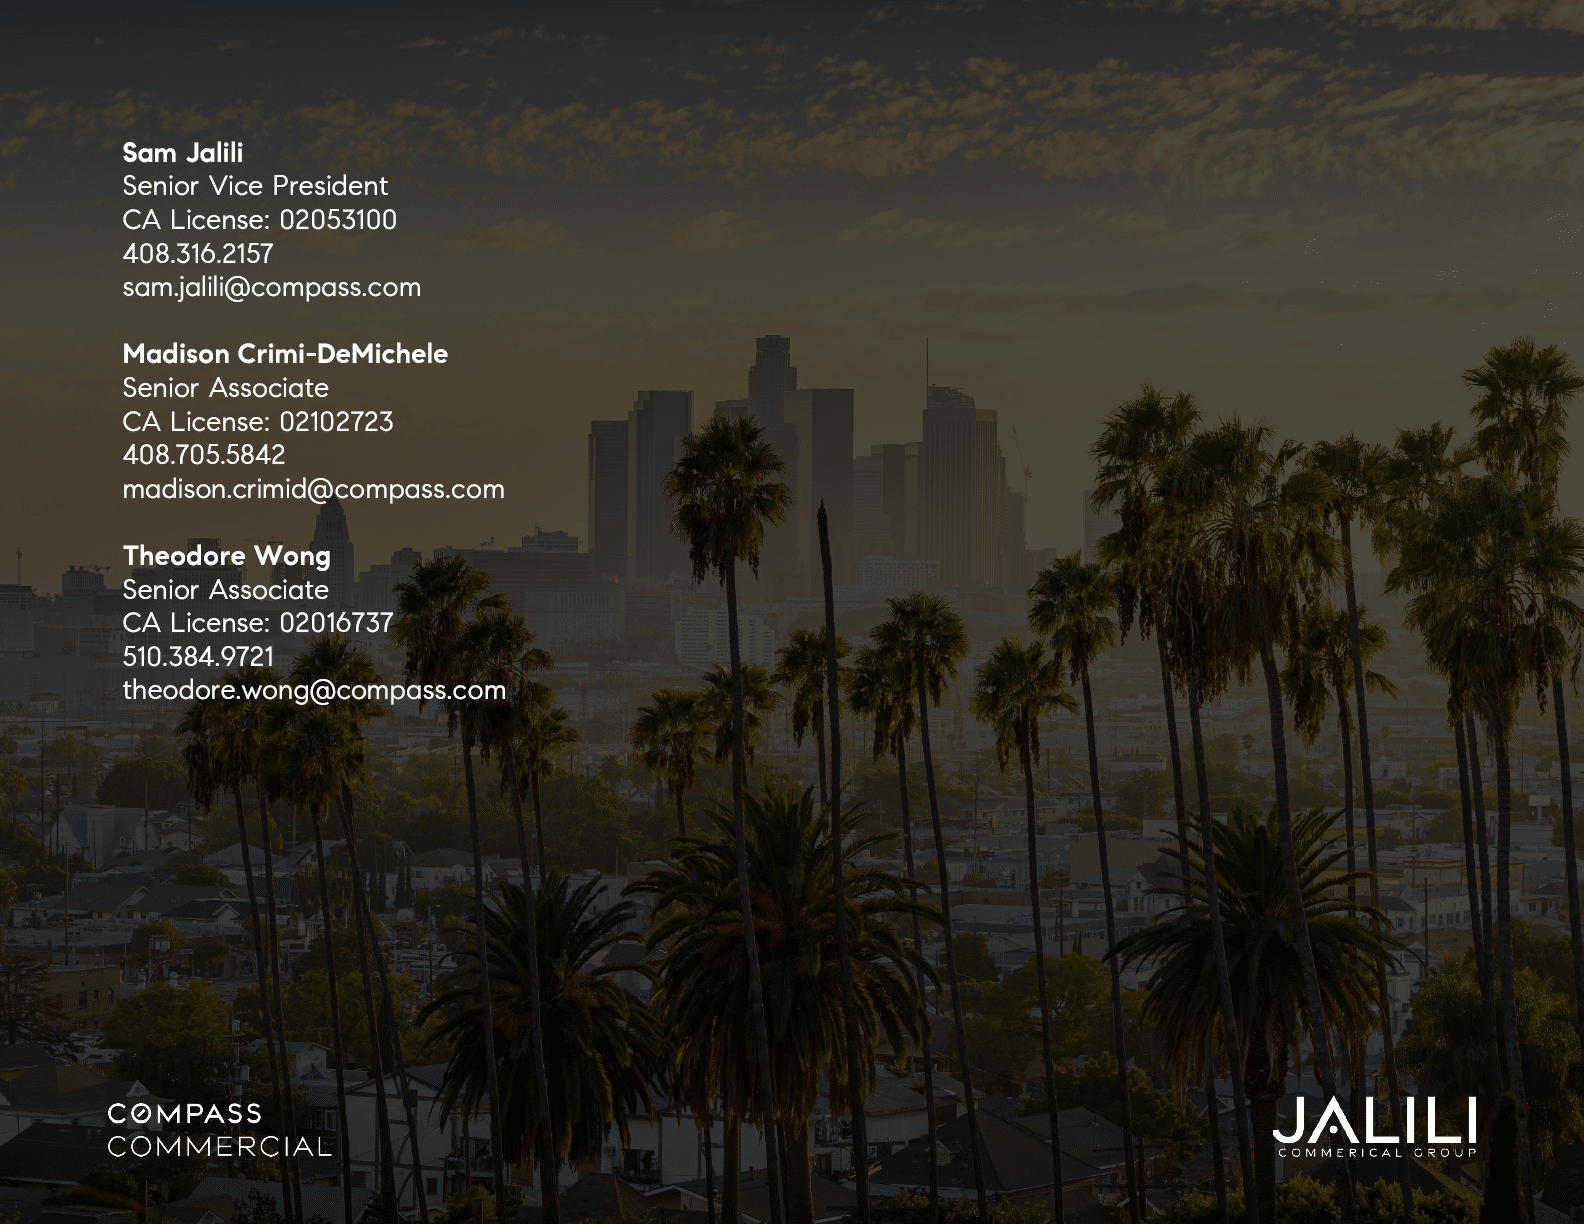 Sam Jalili
Senior Vice President
CA License: 02053100
408.316.2157
sam.jalili@compass.com
Madison Crimi-DeMichele
Senior Associate
CA License: 02102723
408.705.5842
madison.crimid@compass.com
Theodore Wong
Senior Associate
CA License: 02016737
510.384.9721
theodore.wong@compass.com
COMPASS
COMMERCIAL
JALILI
COMMERICAL GROUP